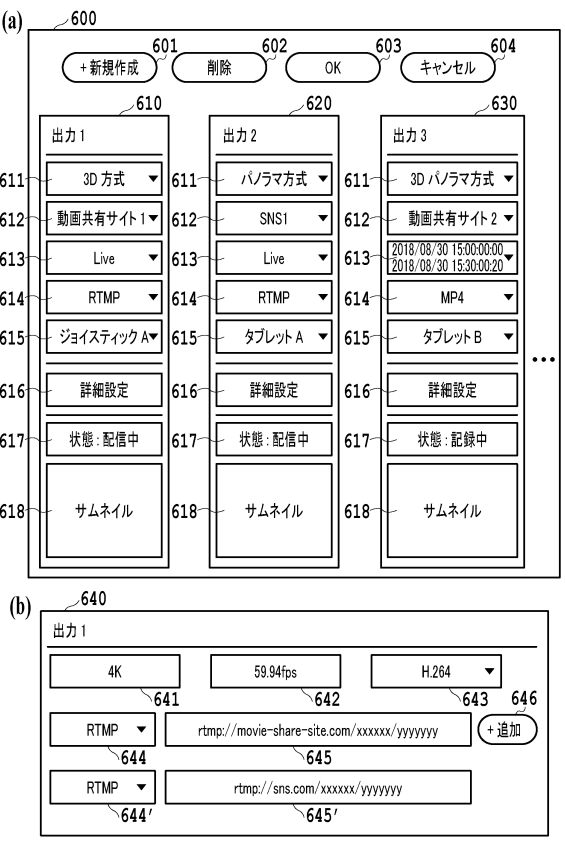 (a)
600
601
602
603
604
+新規作成
削除
OK
キャンセル
610
620
630
出力1
611
3D方式
612
動画共有サイト1
613
Live
614
RTMP
615
ジョイスティックA
616
詳細設定
617
状態:配信中
618
サムネイル
出力2
611
パノラマ方式
612
SNS1
613
Live
614
RTMP
615
タブレットA
616
詳細設定
617
状態:配信中
618
サムネイル
出力3
611
3Dパノラマ方式
612
動画共有サイト2
613
2018/08/30 15:00:00:00
2018/08/30 15:30:00:20
614
MP4
615
タブレットB
616
詳細設定
617
状態:記録中
618
サムネイル
•••
(b)
640
出力1
4K
59.94fps
H.264
641
642
643
646
RTMP
rtmp://movie-share-site.com/xxxxxx/yyyyyyy
+追加
644
645
RTMP
rtmp://sns.com/xxxxxx/yyyyyyy
644'
645'